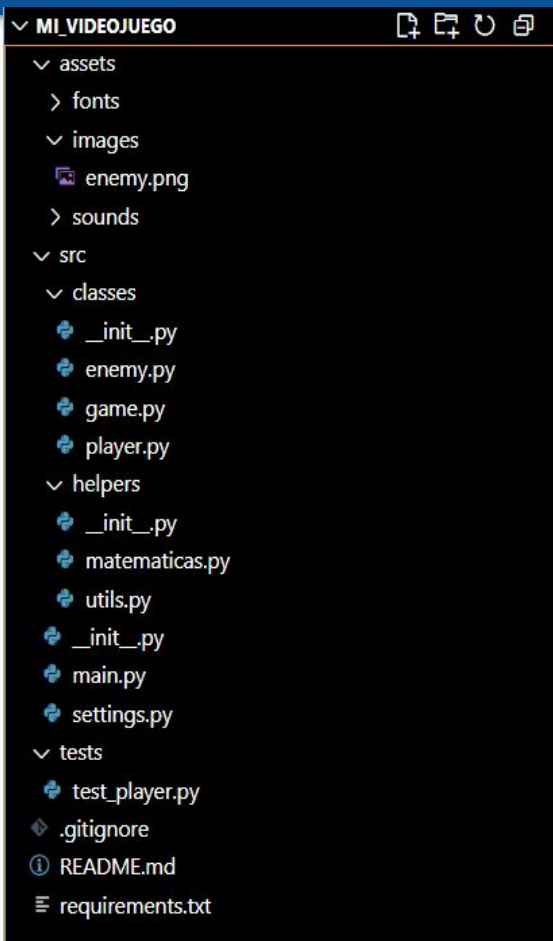 MI_VIDEOJUEGO
assets
fonts
images
enemy.png
sounds
src
classes
__init__.py
enemy.py
game.py
player.py
helpers
__init__.py
matematicas.py
utils.py
__init__.py
main.py
settings.py
tests
test_player.py
.gitignore
README.md
requirements.txt